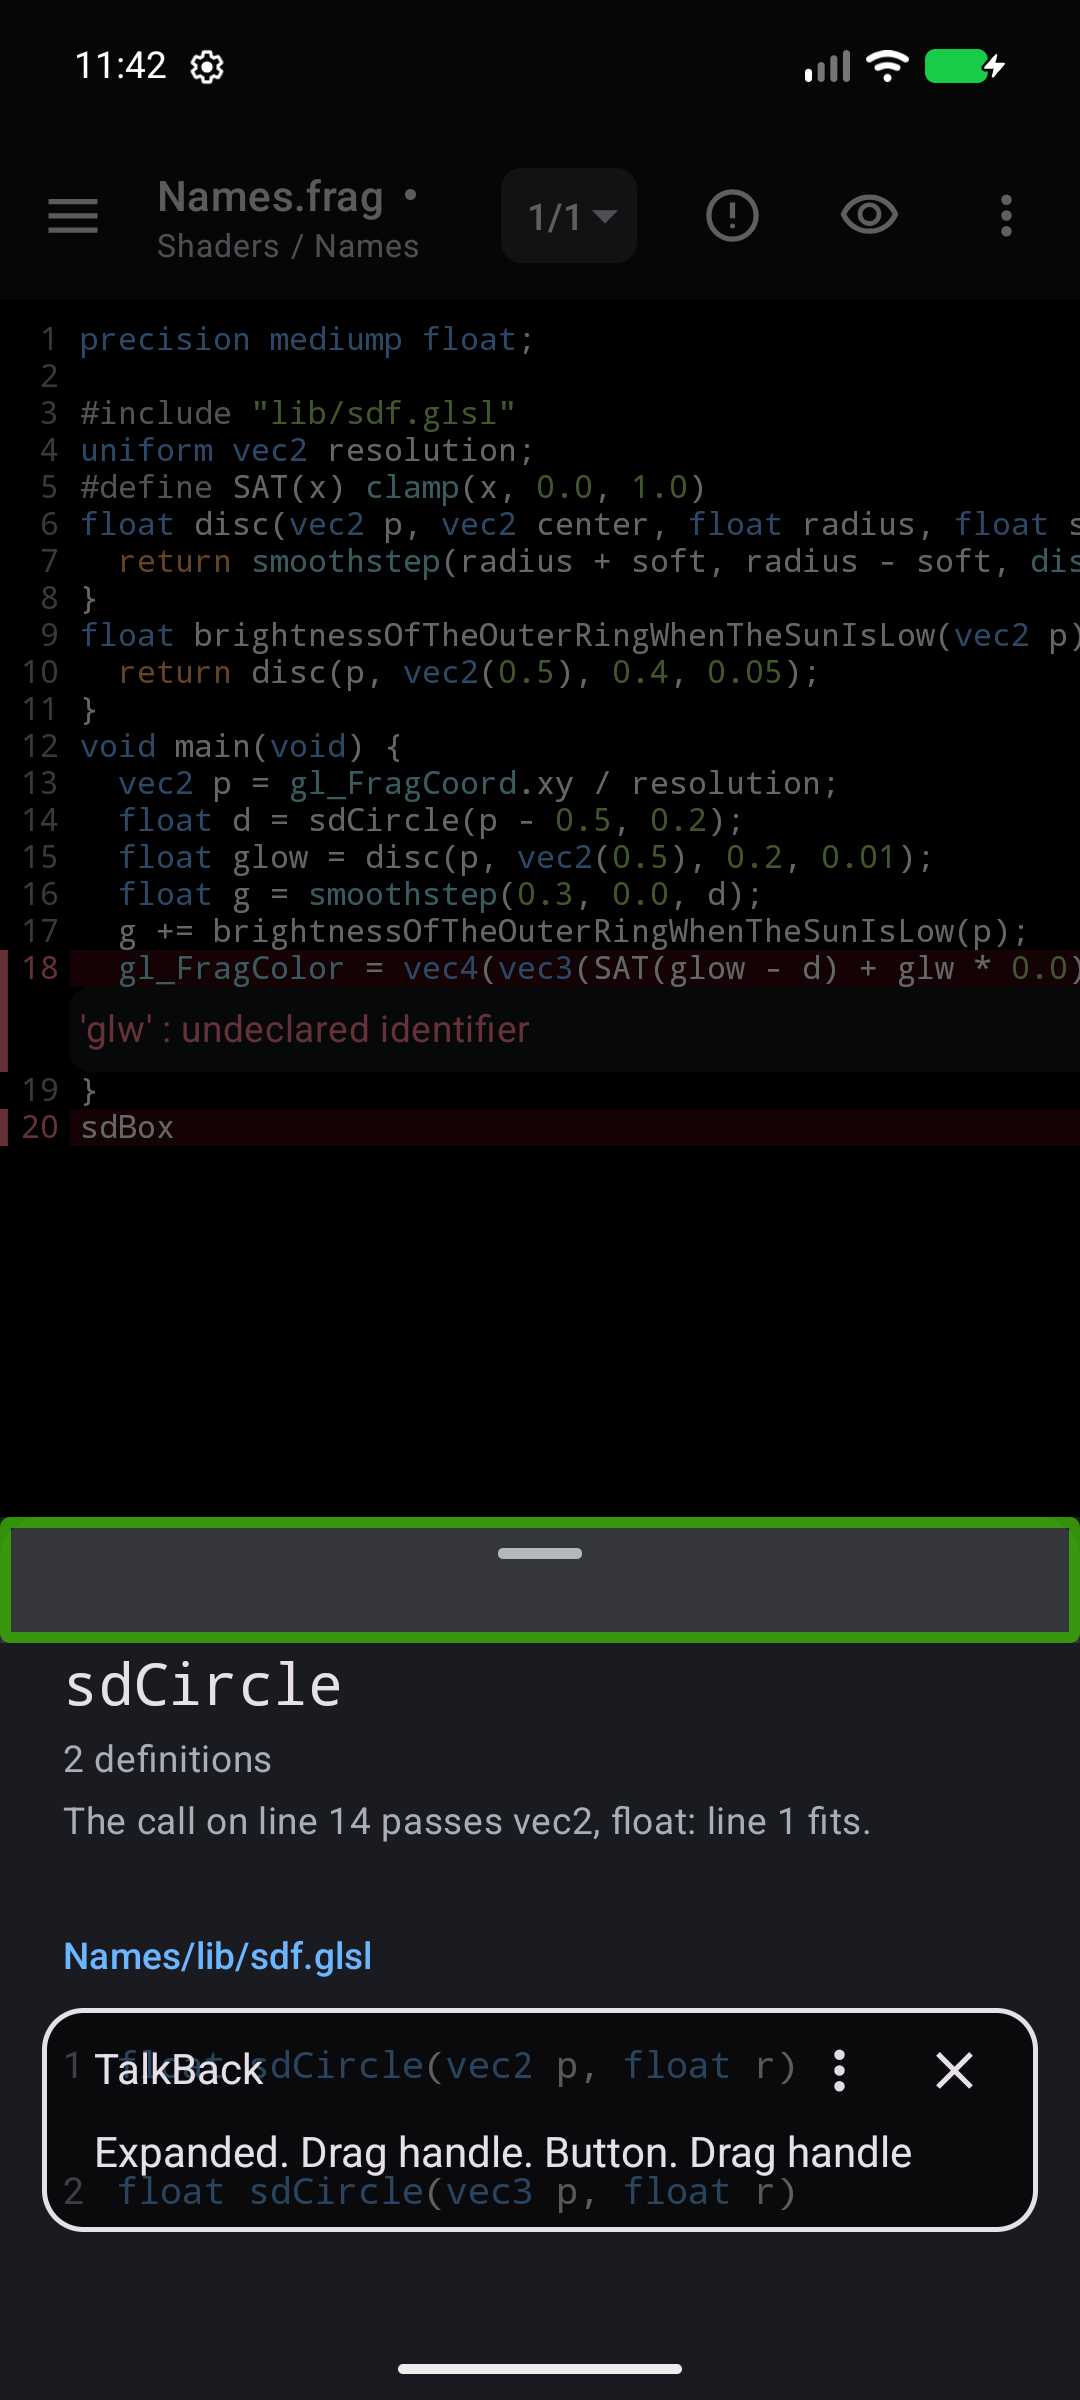 11:42
Names.frag •
Shaders / Names
1/1
1 precision mediump float;
2
3 #include "lib/sdf.glsl"
4 uniform vec2 resolution;
5 #define SAT(x) clamp(x, 0.0, 1.0)
6 float disc(vec2 p, vec2 center, float radius, float s
7   return smoothstep(radius + soft, radius - soft, dis
8 }
9 float brightnessOfTheOuterRingWhenTheSunIsLow(vec2 p)
10   return disc(p, vec2(0.5), 0.4, 0.05);
11 }
12 void main(void) {
13   vec2 p = gl_FragCoord.xy / resolution;
14   float d = sdCircle(p - 0.5, 0.2);
15   float glow = disc(p, vec2(0.5), 0.2, 0.01);
16   float g = smoothstep(0.3, 0.0, d);
17   g += brightnessOfTheOuterRingWhenTheSunIsLow(p);
18   gl_FragColor = vec4(vec3(SAT(glow - d) + glw * 0.0)
'glw' : undeclared identifier
19 }
20 sdBox
sdCircle
2 definitions
The call on line 14 passes vec2, float: line 1 fits.
Names/lib/sdf.glsl
1 float sdCircle(vec2 p, float r)
TalkBack
Expanded. Drag handle. Button. Drag handle
2 float sdCircle(vec3 p, float r)